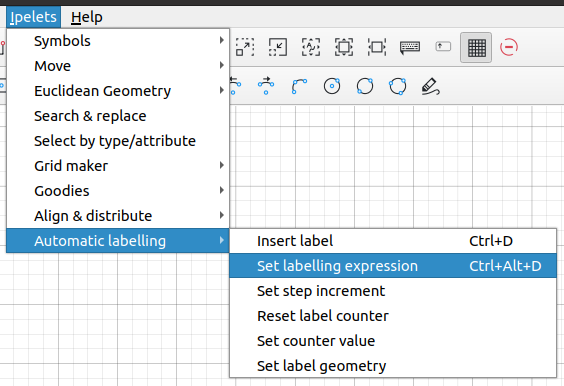 Ipelets Help
Symbols
Move
Euclidean Geometry
Search & replace
Select by type/attribute
Grid maker
Goodies
Align & distribute
Automatic labelling
Insert label Ctrl+D
Set labelling expression Ctrl+Alt+D
Set step increment
Reset label counter
Set counter value
Set label geometry